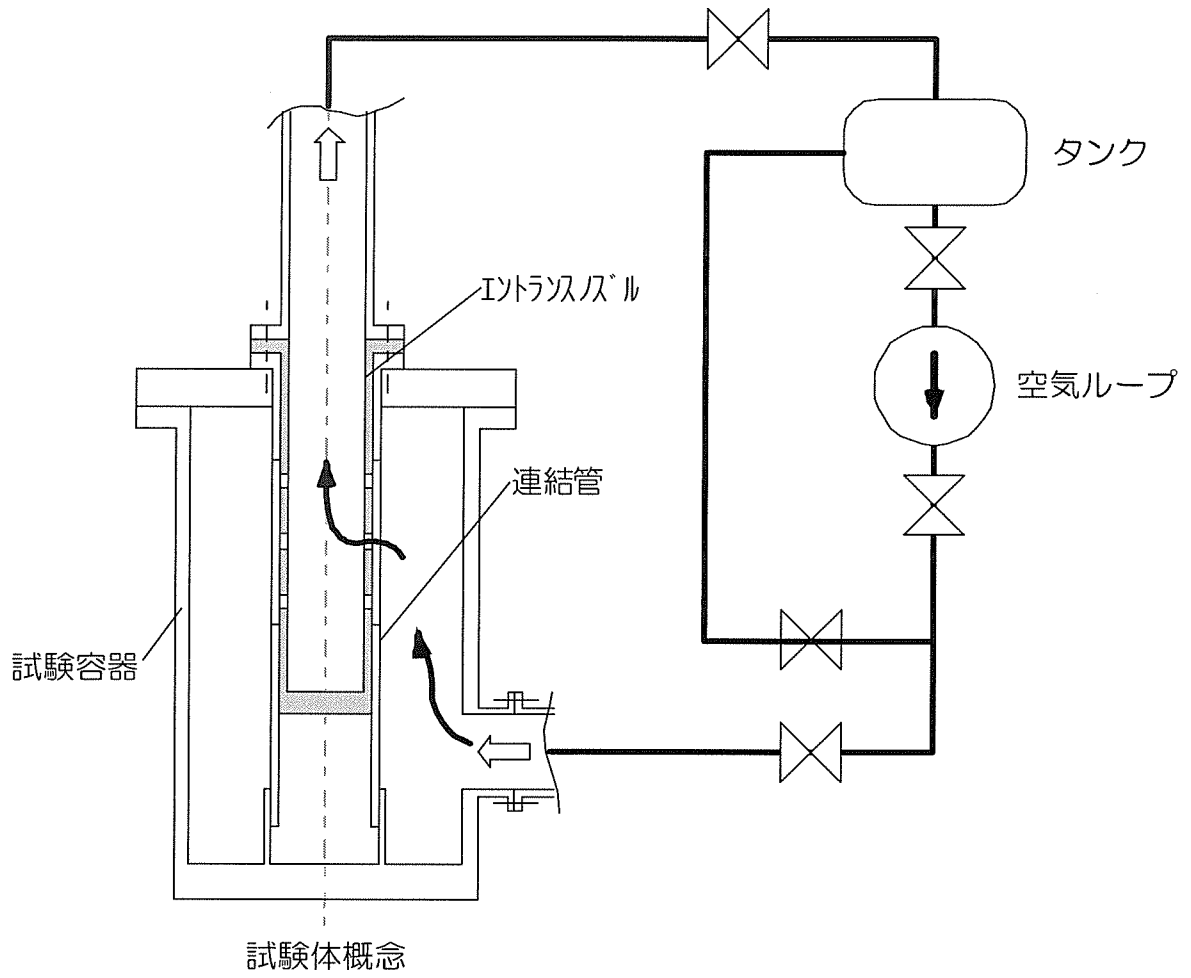 タンク
エントランスノズル
空気ループ
連結管
試験容器
試験体概念